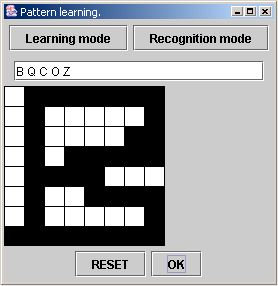 Pattern learning.
Learning mode Recognition mode
B Q C O Z
RESET OK